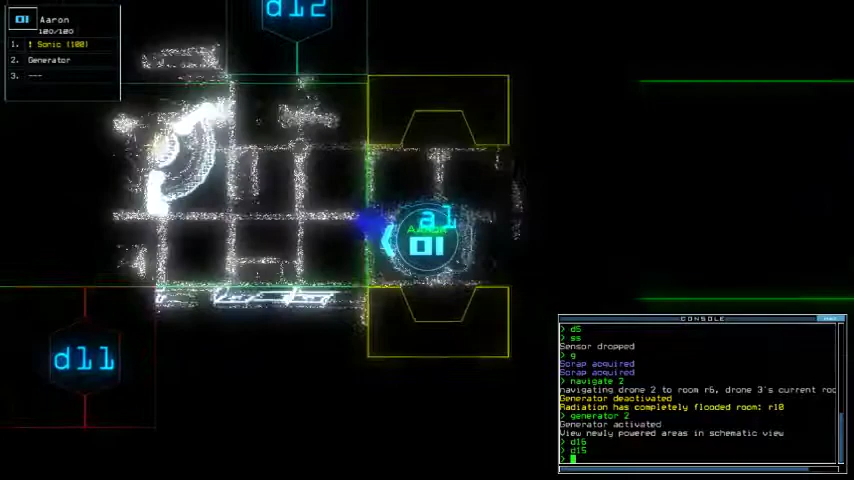 01 Aaron
100/100
1. ! Sonic (100)
2. Generator
3. ---
d12
a1
Aaron
01
d11
CONSOLE
> d5
> ss
Sensor dropped
> g
Scrap acquired
Scrap acquired
> navigate 2
navigating drone 2 to room r6, drone 3's current roo
Generator deactivated
Radiation has completely flooded room: r10
> generator 2
Generator activated
View newly powered areas in schematic view
> d16
> d15
>